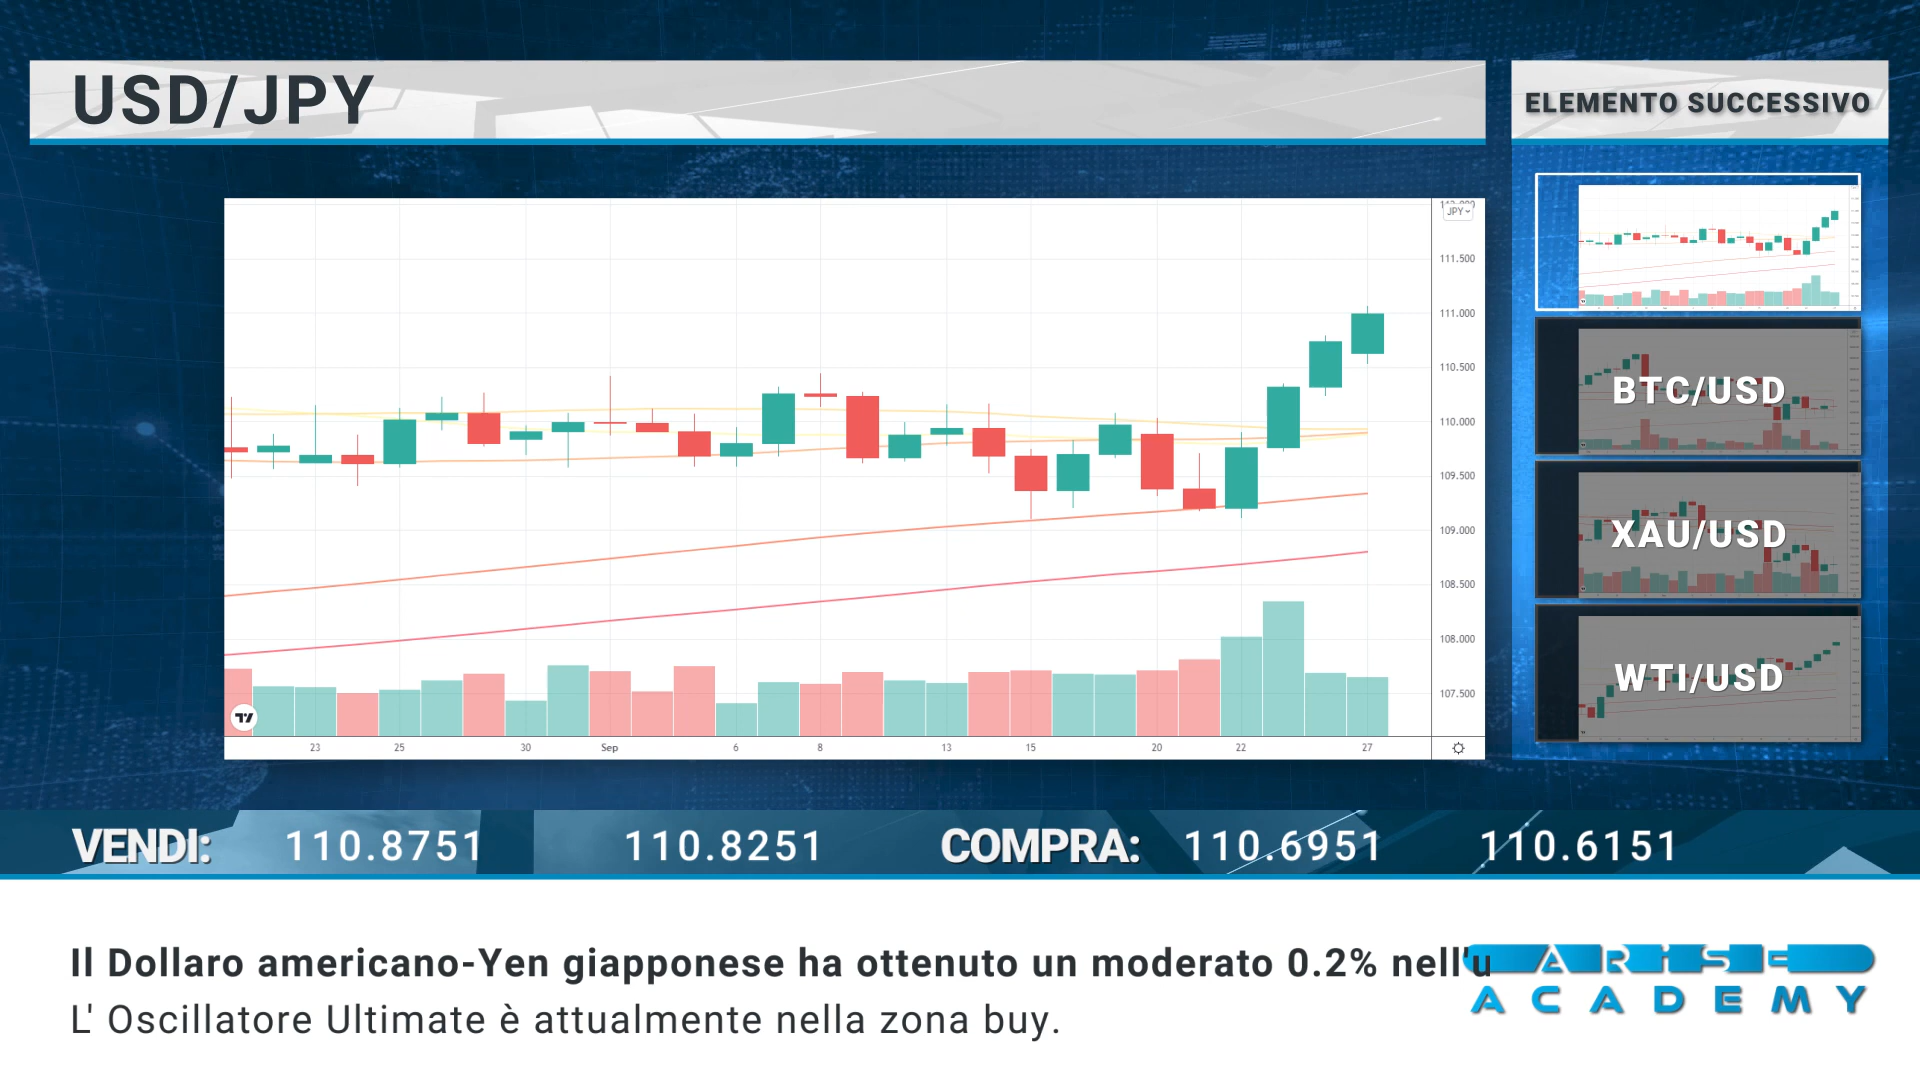 USD/JPY
ELEMENTO SUCCESSIVO
JPY
111.500
111.000
110.500
110.000
109.500
109.000
108.500
108.000
107.500
23 25 30 Sep 6 8 13 15 20 22 27
BTC/USD
XAU/USD
WTI/USD
VENDI: 110.8751 110.8251 COMPRA: 110.6951 110.6151
Il Dollaro americano-Yen giapponese ha ottenuto un moderato 0.2% nell'u
L' Oscillatore Ultimate è attualmente nella zona buy.
ARISE
ACADEMY